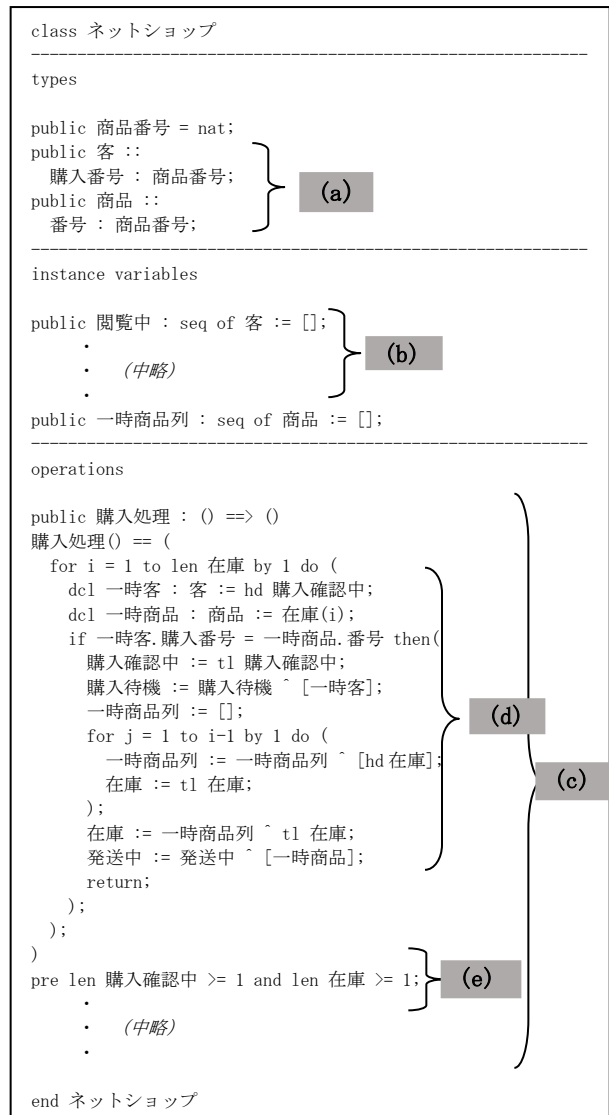 class ネットショップ
------------------------------------------------------------
types
public 商品番号 = nat;
public 客 ::
購入番号 : 商品番号;
public 商品 ::
番号 : 商品番号;
(a)
------------------------------------------------------------
instance variables
public 閲覧中 : seq of 客 := [];
・
・ (中略)
・
(b)
public 一時商品列 : seq of 商品 := [];
------------------------------------------------------------
operations
public 購入処理 : () ==> ()
購入処理() == (
for i = 1 to len 在庫 by 1 do (
dcl 一時客 : 客 := hd 購入確認中;
dcl 一時商品 : 商品 := 在庫(i);
if 一時客.購入番号 = 一時商品.番号 then(
購入確認中 := tl 購入確認中;
購入待機 := 購入待機 ^ [一時客];
一時商品列 := [];
for j = 1 to i-1 by 1 do (
一時商品列 := 一時商品列 ^ [hd 在庫];
在庫 := tl 在庫;
);
在庫 := 一時商品列 ^ tl 在庫;
発送中 := 発送中 ^ [一時商品];
return;
);
);
)
(d)
(c)
pre len 購入確認中 >= 1 and len 在庫 >= 1;
(e)
・
・ (中略)
・
end ネットショップ